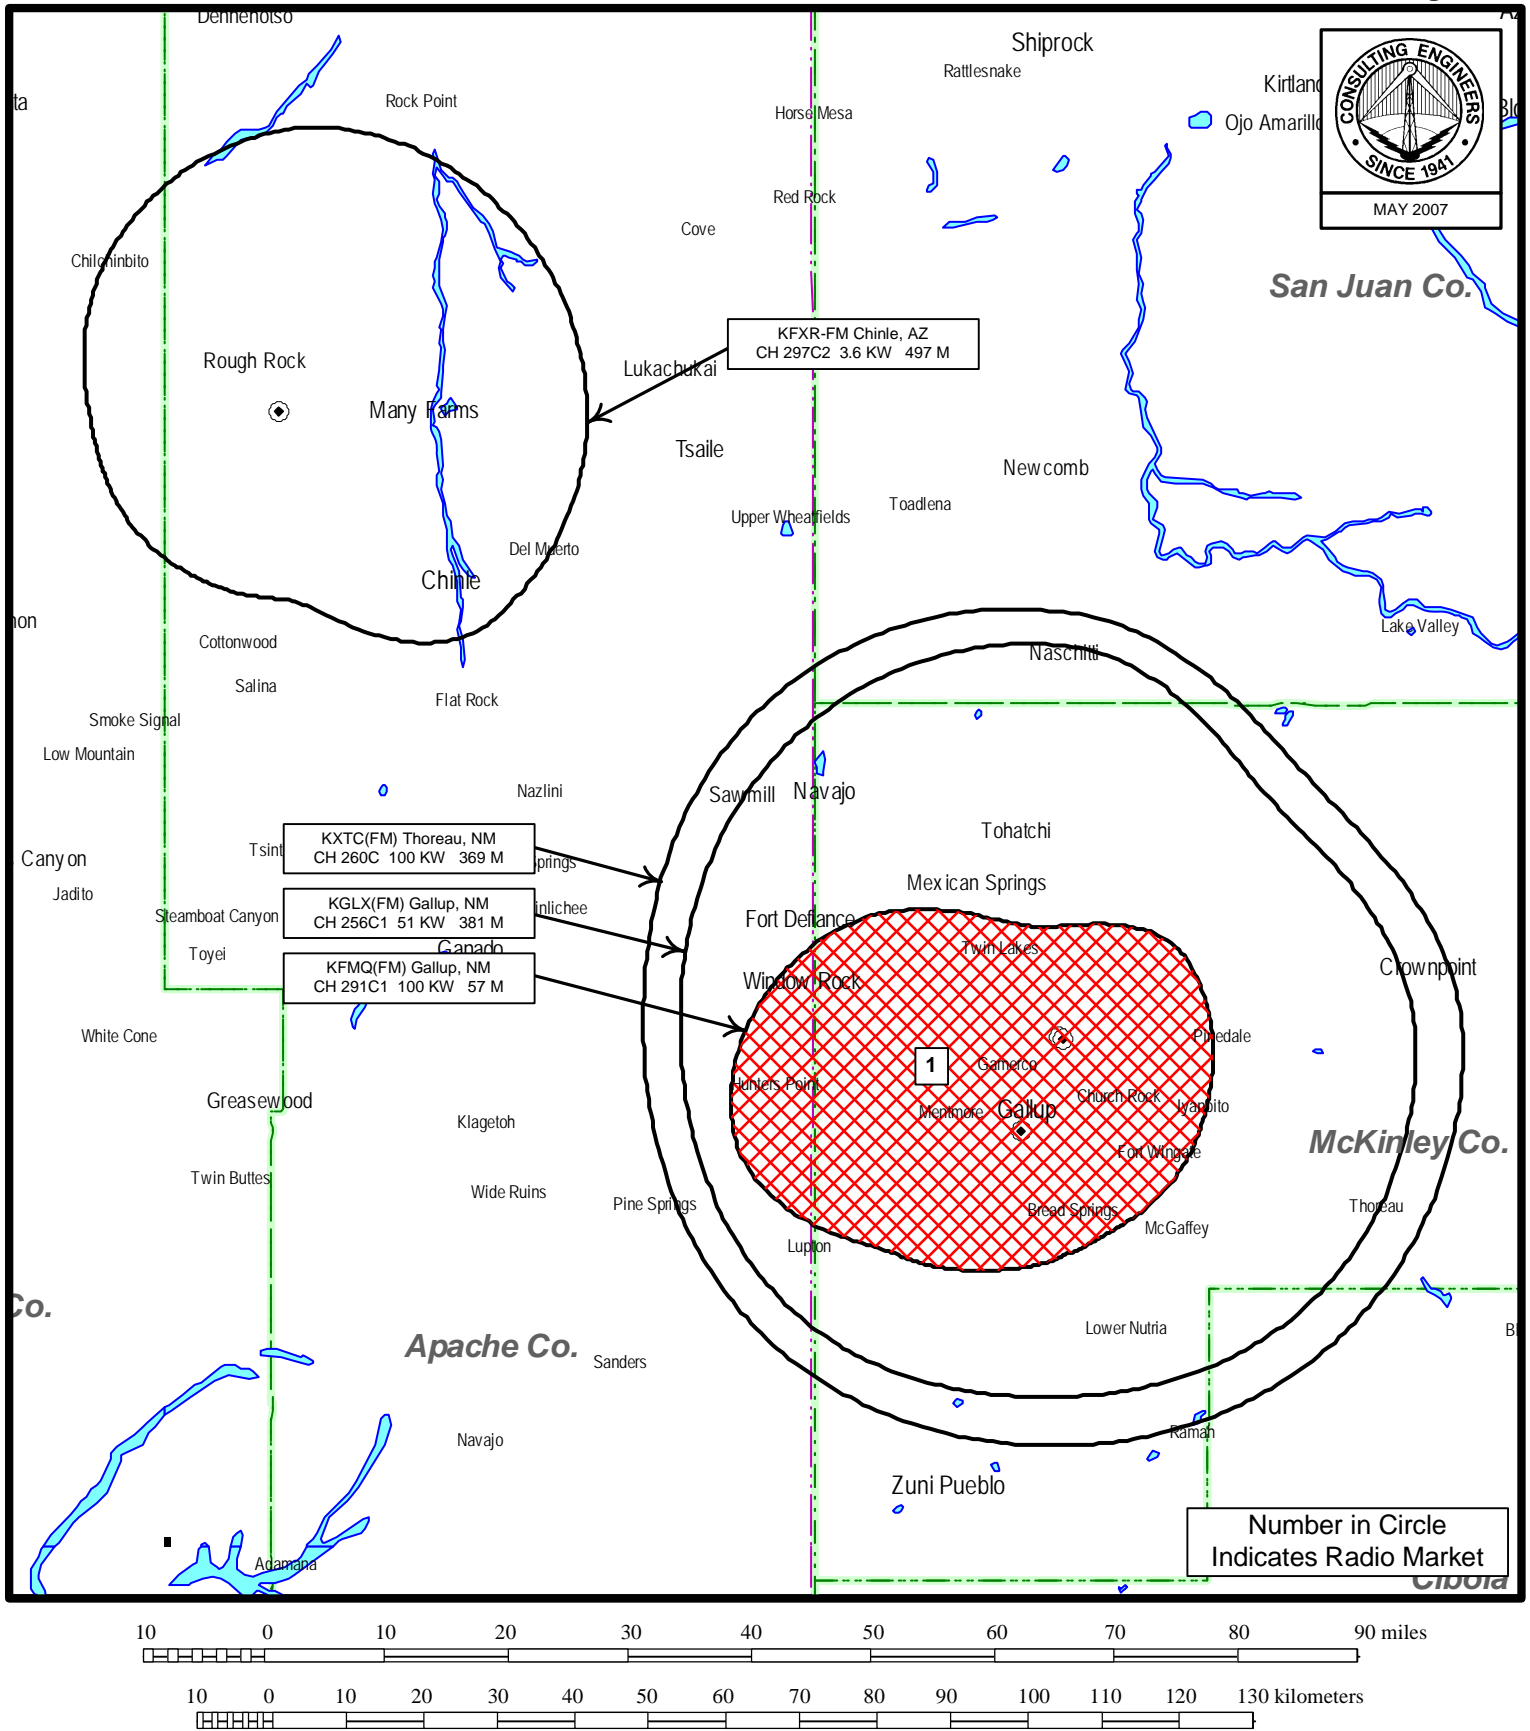 Dennehotso
Shiprock
Rattlesnake
Kirtland
CONSULTING ENGINEERS
SINCE 1941
MAY 2007
ta
Rock Point
Horse Mesa
Ojo Amarillo
Red Rock
Cove
Chilchinbito
San Juan Co.
KFXR-FM Chinle, AZ
CH 297C2 3.6 KW 497 M
Rough Rock
Lukachukai
Many Farms
Tsaile
Newcomb
Toadlena
Upper Wheatfields
Del Muerto
Chinle
Lake Valley
Cottonwood
Naschitti
Salina
Flat Rock
Smoke Signal
Low Mountain
Nazlini
Sawmill
Navajo
Tohatchi
KXTC(FM) Thoreau, NM
CH 260C 100 KW 369 M
Tsint
Springs
Canyon
Jadito
Mexican Springs
KGLX(FM) Gallup, NM
CH 256C1 51 KW 381 M
inlichee
Steamboat Canyon
Fort Defiance
Toyei
Ganado
Twin Lakes
KFMQ(FM) Gallup, NM
CH 291C1 100 KW 57 M
Window Rock
Crownpoint
White Cone
Pinedale
1
Gamerco
Hunters Point
Church Rock
Greasewood
Iyanbito
Mentmore
Gallup
Klagetoh
McKinley Co.
Fort Wingate
Twin Buttes
Wide Ruins
Pine Springs
Bread Springs
Thoreau
McGaffey
Lupton
Co.
Lower Nutria
Apache Co.
Sanders
Navajo
Ramah
Zuni Pueblo
Number in Circle
Indicates Radio Market
Adamana
Cibola
10 0 10 20 30 40 50 60 70 80 90 miles
10 0 10 20 30 40 50 60 70 80 90 100 110 120 130 kilometers